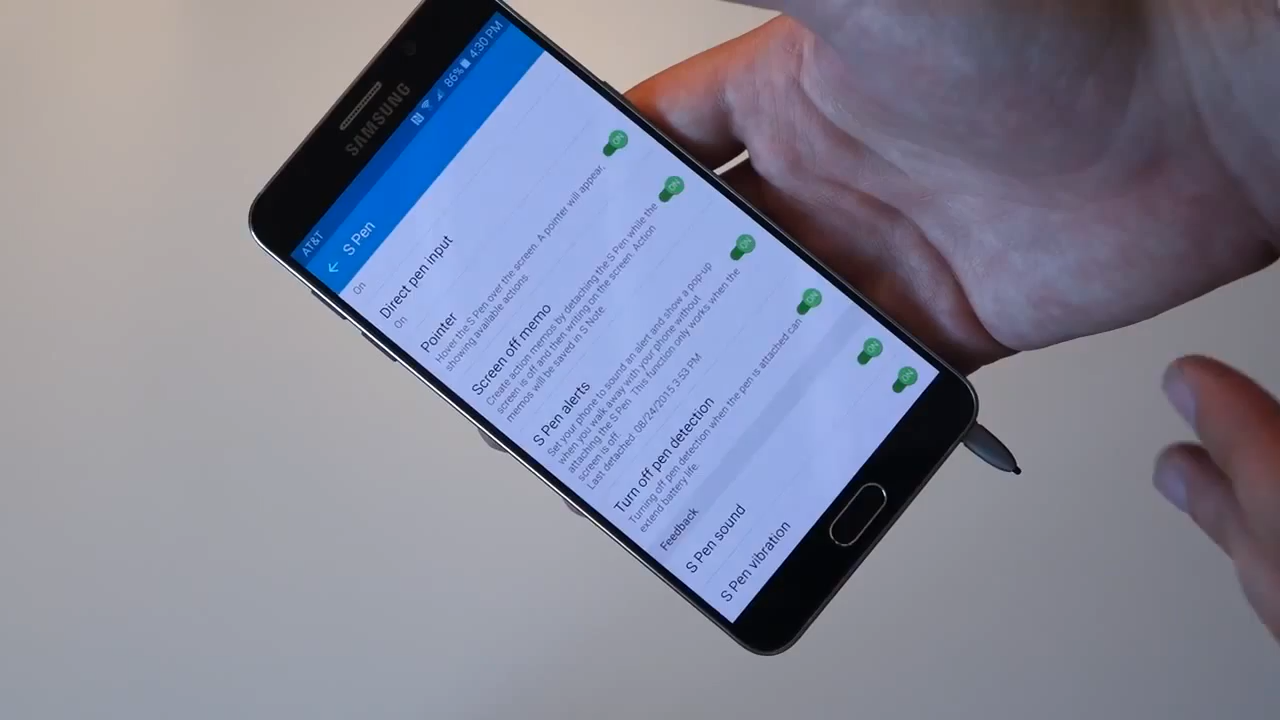 SAMSUNG
AT&T
86% 4:30 PM
S Pen
On
Direct pen input
On
Pointer
Hover the S Pen over the screen. A pointer will appear,
showing available actions.
ON
Screen off memo
Create action memos by detaching the S Pen while the
screen is off and then writing on the screen. Action
memos will be saved in S Note.
ON
S Pen alerts
Set your phone to sound an alert and show a pop-up
when you walk away with your phone without
attaching the S Pen. This function only works when the
screen is off.
Last detached: 08/24/2015 3:53 PM
ON
Turn off pen detection
Turning off pen detection when the pen is attached can
extend battery life.
ON
Feedback
S Pen sound
ON
S Pen vibration
ON